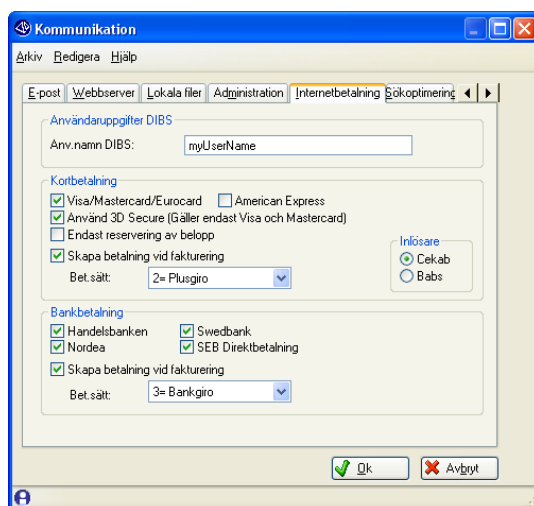 Kommunikation
Arkiv Redigera Hjälp
E-post Webbserver Lokala filer Administration Internetbetalning Sökoptimering
Användaruppgifter DIBS
Anv.namn DIBS: myUserName
Kortbetalning
Visa/Mastercard/Eurocard American Express
Använd 3D Secure (Gäller endast Visa och Mastercard)
Endast reservering av belopp
Skapa betalning vid fakturering
Bet.sätt: 2= Plusgiro
Inlösare
Cekab
Babs
Bankbetalning
Handelsbanken Swedbank
Nordea SEB Direktbetalning
Skapa betalning vid fakturering
Bet.sätt: 3= Bankgiro
Ok Avbryt